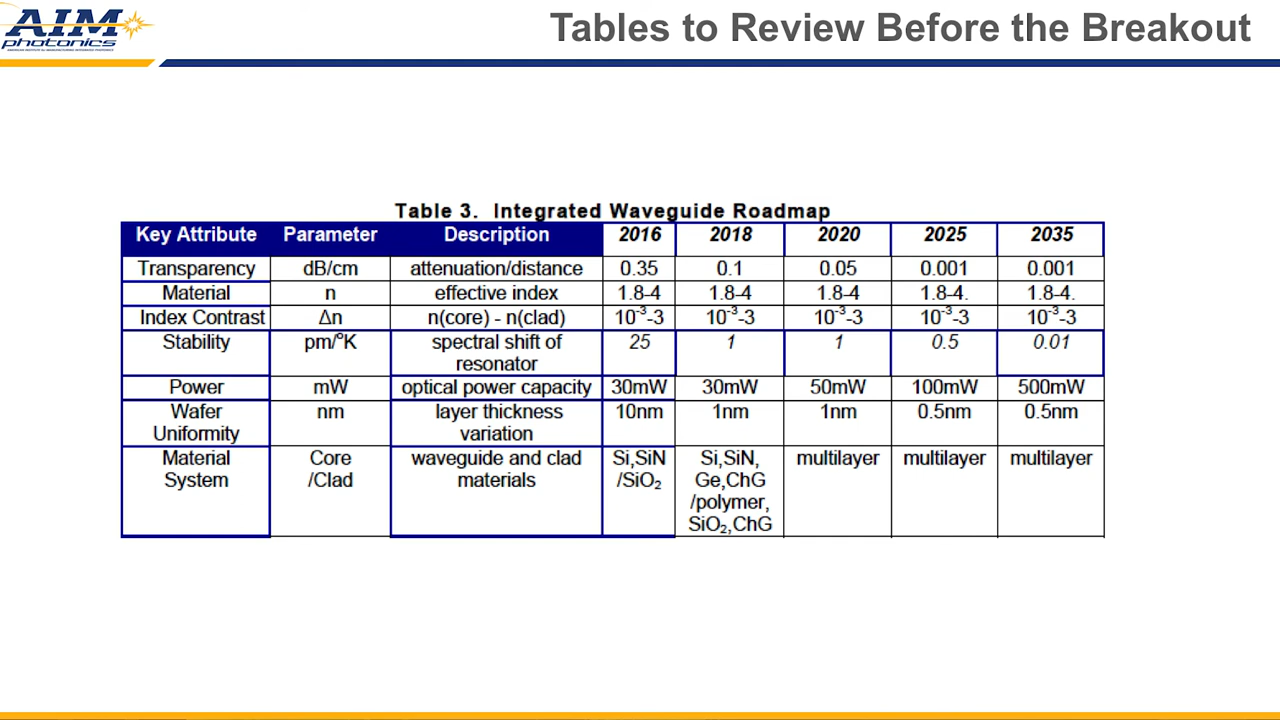 AIM
photonics
Tables to Review Before the Breakout
Table 3. Integrated Waveguide Roadmap
Key Attribute Parameter Description 2016 2018 2020 2025 2035
Transparency dB/cm attenuation/distance 0.35 0.1 0.05 0.001 0.001
Material n effective index 1.8-4 1.8-4 1.8-4 1.8-4. 1.8-4.
Index Contrast Δn n(core) - n(clad) 10⁻³-3 10⁻³-3 10⁻³-3 10⁻³-3 10⁻³-3
Stability pm/°K spectral shift of 25 1 1 0.5 0.01
resonator
Power mW optical power capacity 30mW 30mW 50mW 100mW 500mW
Wafer nm layer thickness 10nm 1nm 1nm 0.5nm 0.5nm
Uniformity variation
Material Core waveguide and clad Si,SiN Si,SiN, multilayer multilayer multilayer
System /Clad materials /SiO₂ Ge,ChG
/polymer,
SiO₂,ChG